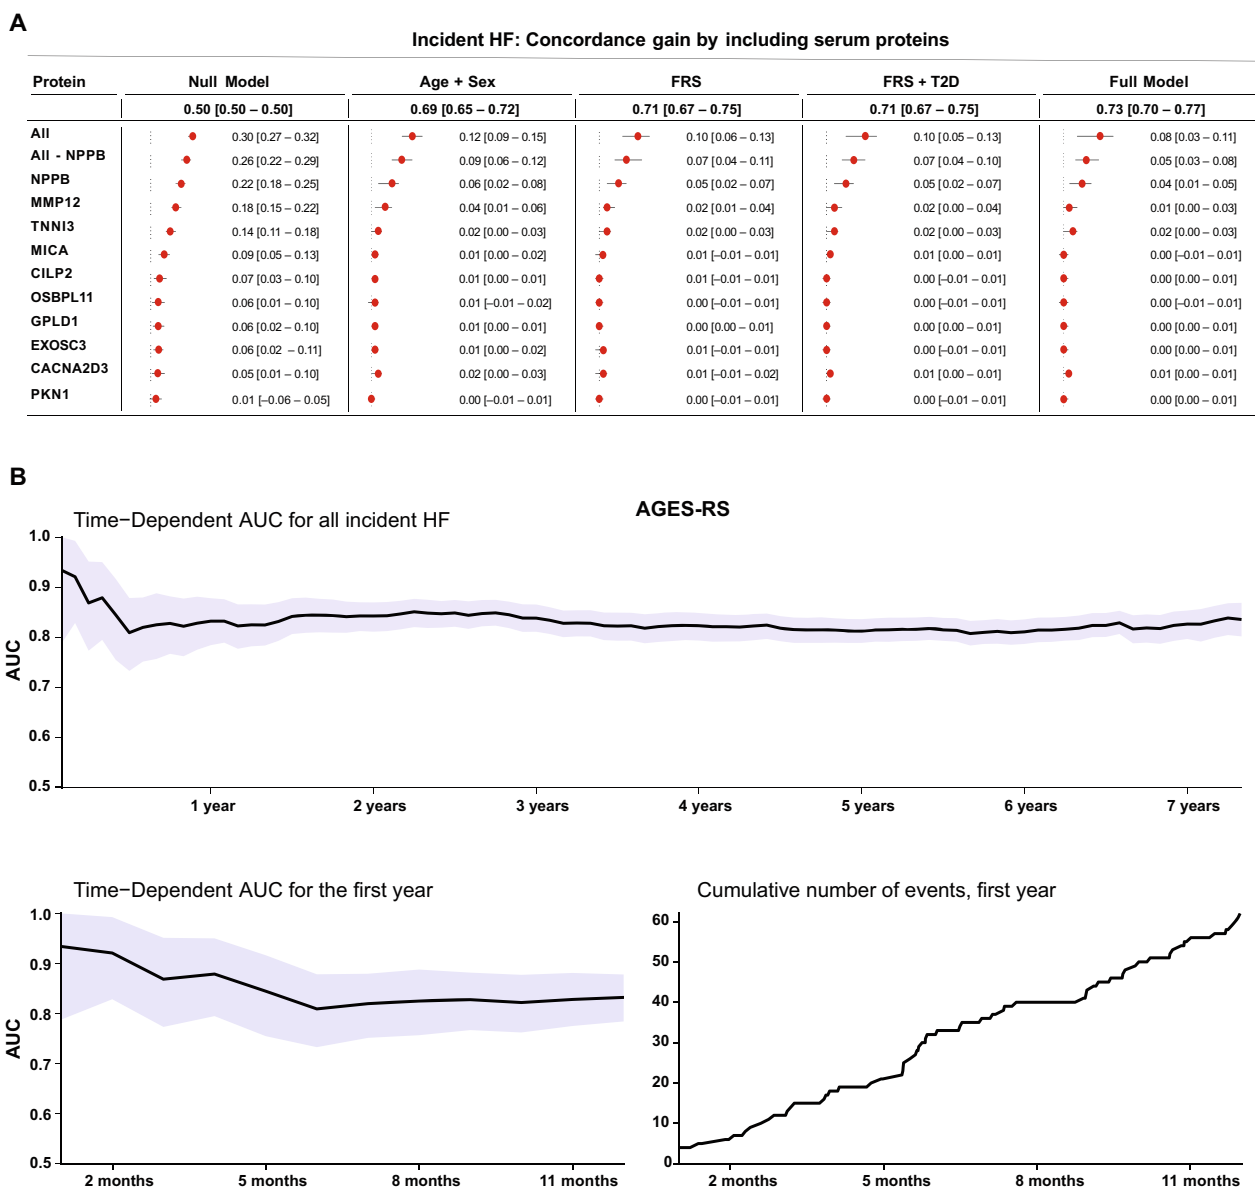 A
Incident HF: Concordance gain by including serum proteins
Protein Null Model Age + Sex FRS FRS + T2D Full Model
0.50 [0.50 – 0.50] 0.69 [0.65 – 0.72] 0.71 [0.67 – 0.75] 0.71 [0.67 – 0.75] 0.73 [0.70 – 0.77]
All 0.30 [0.27 – 0.32] 0.12 [0.09 – 0.15] 0.10 [0.06 – 0.13] 0.10 [0.05 – 0.13] 0.08 [0.03 – 0.11]
All - NPPB 0.26 [0.22 – 0.29] 0.09 [0.06 – 0.12] 0.07 [0.04 – 0.11] 0.07 [0.04 – 0.10] 0.05 [0.03 – 0.08]
NPPB 0.22 [0.18 – 0.25] 0.06 [0.02 – 0.08] 0.05 [0.02 – 0.07] 0.05 [0.02 – 0.07] 0.04 [0.01 – 0.05]
MMP12 0.18 [0.15 – 0.22] 0.04 [0.01 – 0.06] 0.02 [0.01 – 0.04] 0.02 [0.00 – 0.04] 0.01 [0.00 – 0.03]
TNNI3 0.14 [0.11 – 0.18] 0.02 [0.00 – 0.03] 0.02 [0.00 – 0.03] 0.02 [0.00 – 0.03] 0.02 [0.00 – 0.03]
MICA 0.09 [0.05 – 0.13] 0.01 [0.00 – 0.02] 0.01 [–0.01 – 0.01] 0.01 [0.00 – 0.01] 0.00 [–0.01 – 0.01]
CILP2 0.07 [0.03 – 0.10] 0.01 [0.00 – 0.01] 0.01 [–0.01 – 0.01] 0.00 [–0.01 – 0.01] 0.00 [0.00 – 0.01]
OSBPL11 0.06 [0.01 – 0.10] 0.01 [–0.01 – 0.02] 0.00 [–0.01 – 0.01] 0.00 [–0.01 – 0.01] 0.00 [–0.01 – 0.01]
GPLD1 0.06 [0.02 – 0.10] 0.01 [0.00 – 0.01] 0.00 [0.00 – 0.01] 0.00 [0.00 – 0.01] 0.00 [0.00 – 0.01]
EXOSC3 0.06 [0.02 – 0.11] 0.01 [0.00 – 0.02] 0.01 [–0.01 – 0.01] 0.00 [–0.01 – 0.01] 0.00 [0.00 – 0.01]
CACNA2D3 0.05 [0.01 – 0.10] 0.02 [0.00 – 0.03] 0.01 [–0.01 – 0.02] 0.01 [0.00 – 0.01] 0.01 [0.00 – 0.01]
PKN1 0.01 [–0.06 – 0.05] 0.00 [–0.01 – 0.01] 0.00 [–0.01 – 0.01] 0.00 [–0.01 – 0.01] 0.00 [0.00 – 0.01]
B
AGES-RS
Time–Dependent AUC for all incident HF
1.0
0.9
0.8
0.7
0.6
0.5
AUC
1 year 2 years 3 years 4 years 5 years 6 years 7 years
Time–Dependent AUC for the first year
1.0
0.9
0.8
0.7
0.6
0.5
AUC
2 months 5 months 8 months 11 months
Cumulative number of events, first year
60
50
40
30
20
10
0
2 months 5 months 8 months 11 months